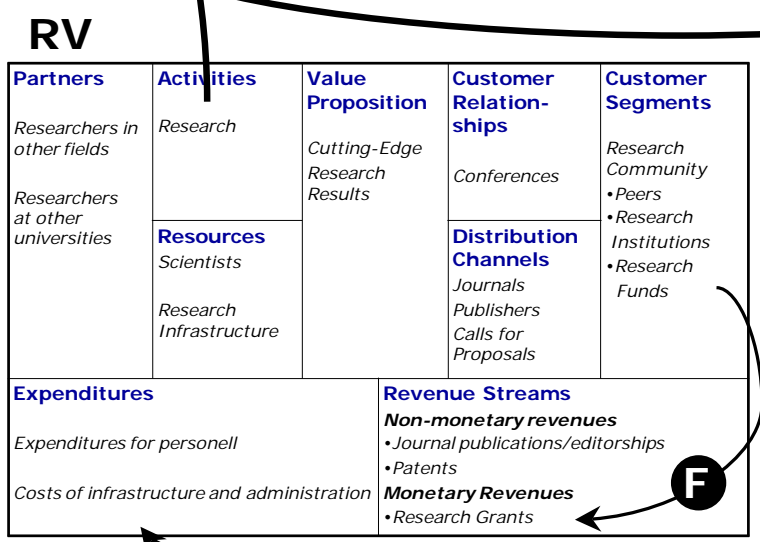 RV
Partners
Researchers in
other fields
Researchers
at other
universities
Activities
Research
Resources
Scientists
Research
Infrastructure
Value
Proposition
Cutting-Edge
Research
Results
Customer
Relation-
ships
Conferences
Distribution
Channels
Journals
Publishers
Calls for
Proposals
Customer
Segments
Research
Community
•Peers
•Research
Institutions
•Research
Funds
Expenditures
Expenditures for personell
Costs of infrastructure and administration
Revenue Streams
Non-monetary revenues
•Journal publications/editorships
•Patents
Monetary Revenues
•Research Grants
F